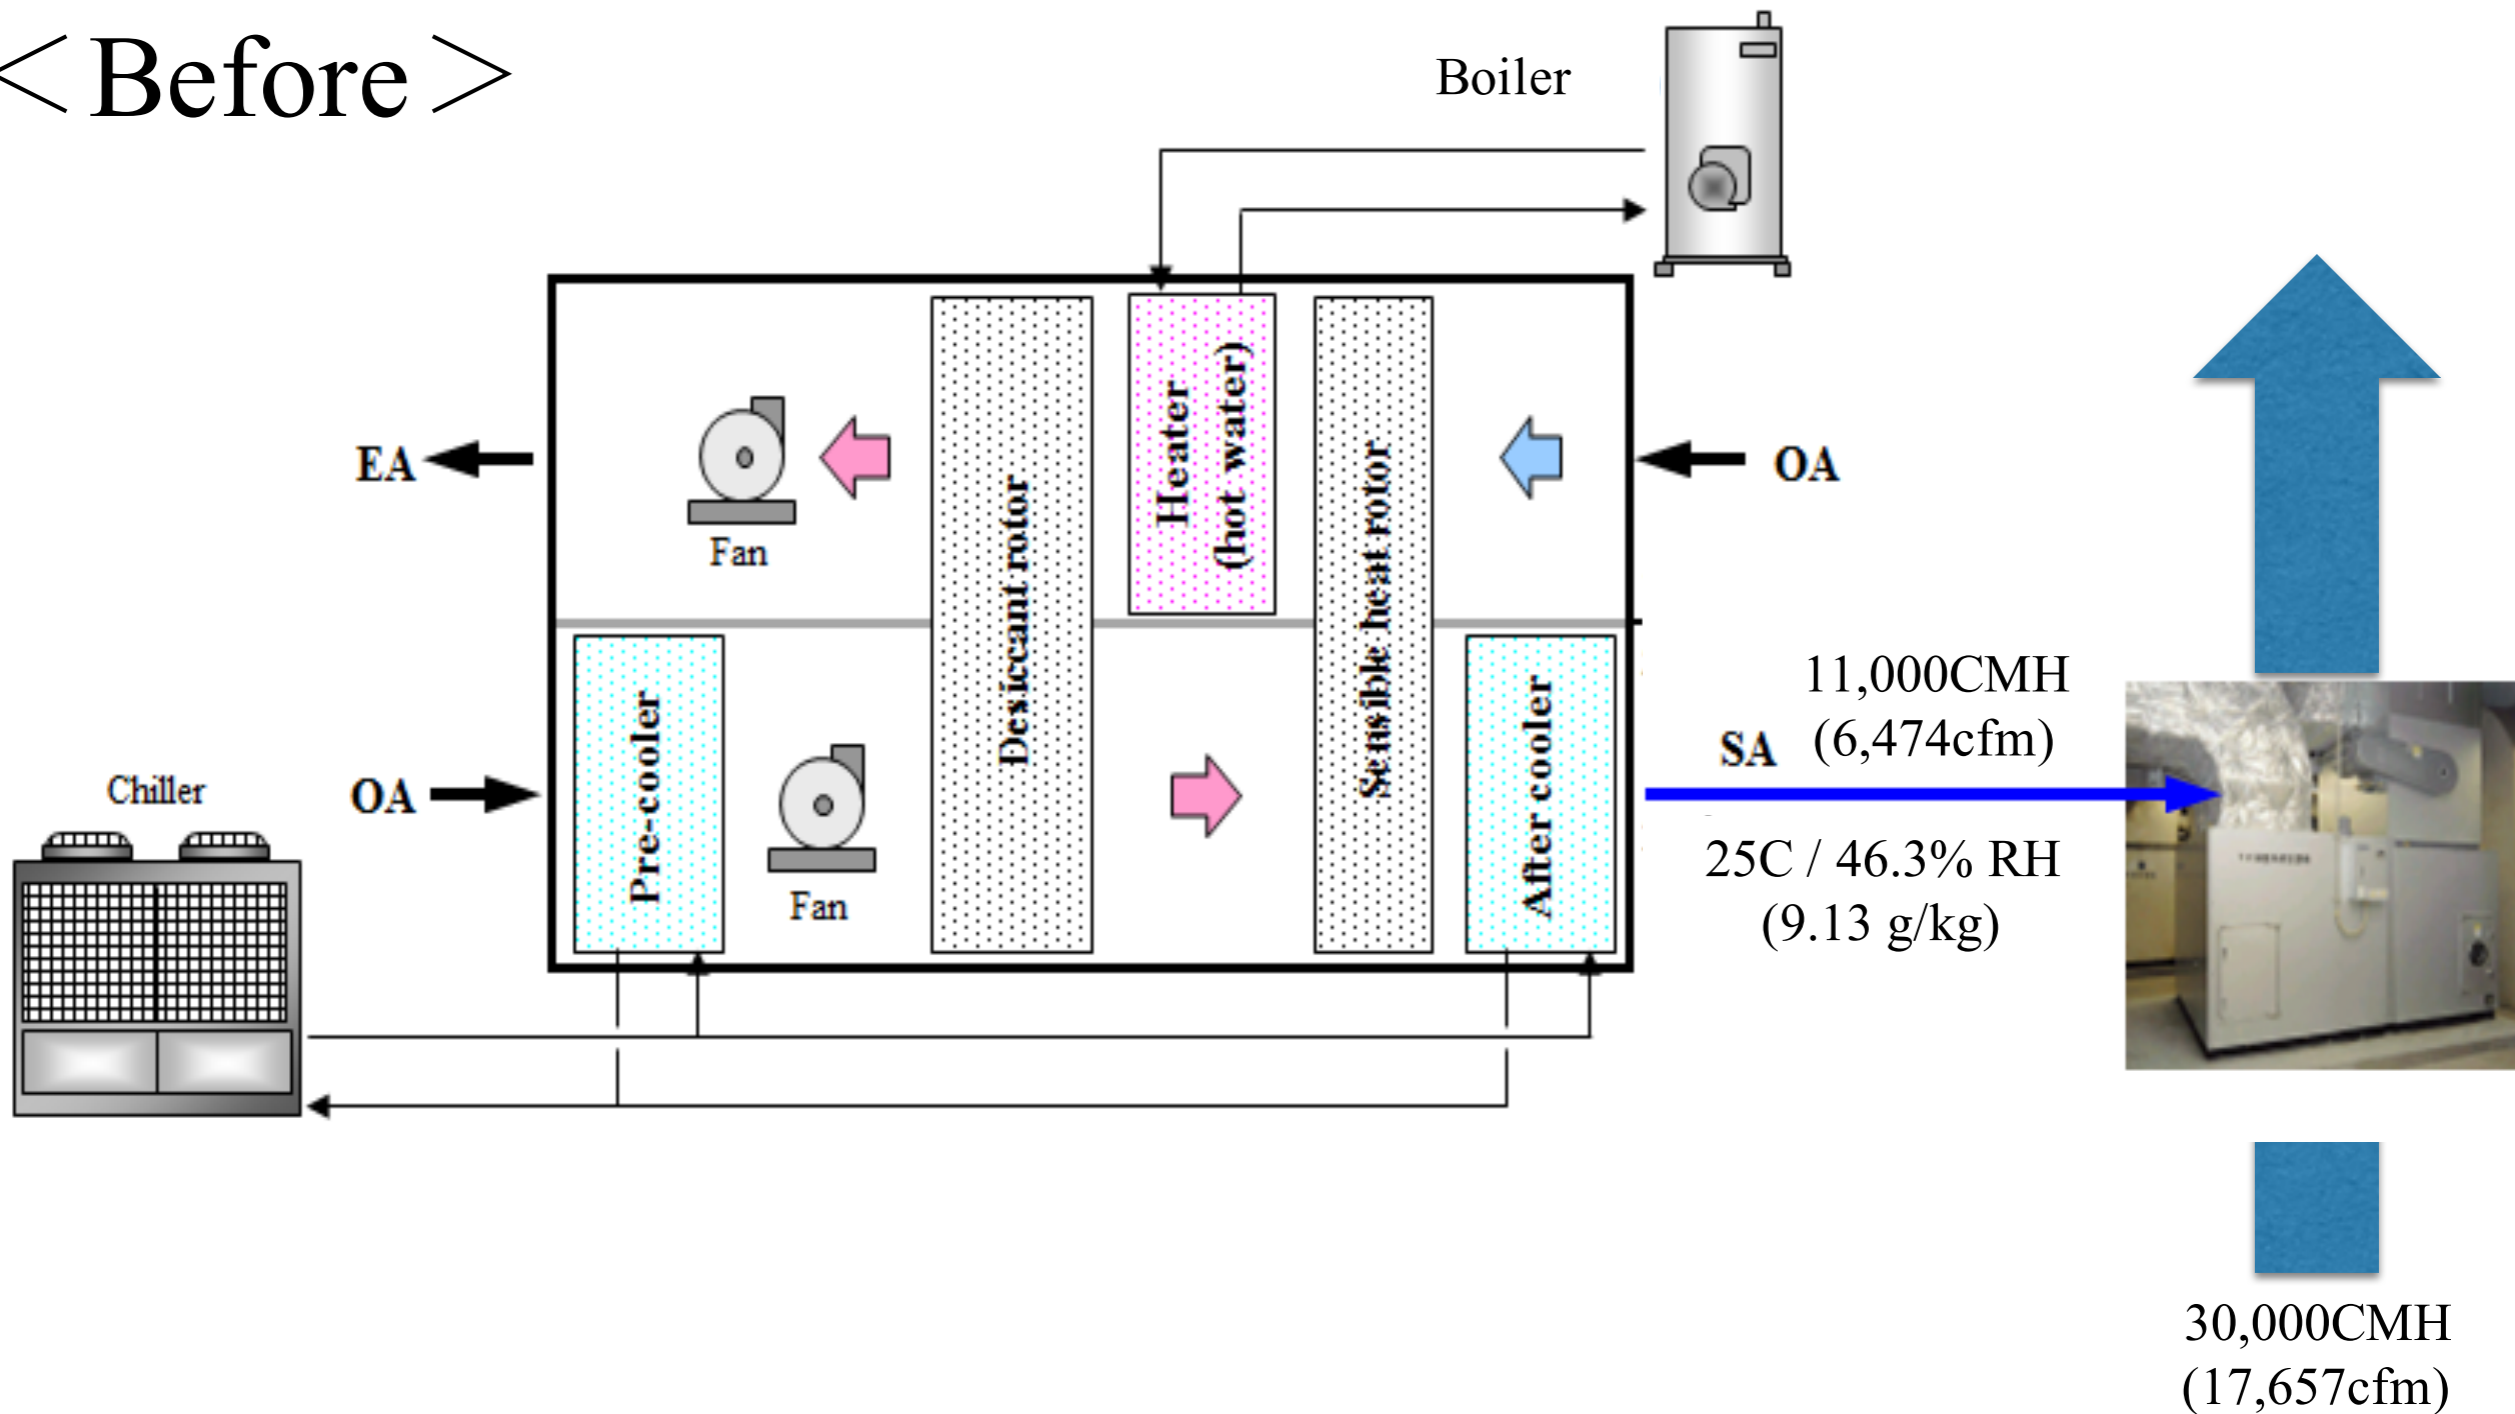 ＜Before＞
Boiler
Heater
(hot water)
Desiccant rotor
Sensible heat rotor
EA
OA
Fan
Chiller
OA
Pre-cooler
Fan
After cooler
SA
11,000CMH
(6,474cfm)
25C / 46.3% RH
(9.13 g/kg)
30,000CMH
(17,657cfm)